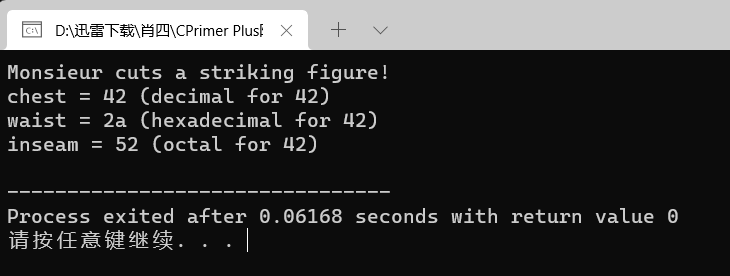 D:\迅雷下载\肖四\CPrimer Plus
Monsieur cuts a striking figure!
chest = 42 (decimal for 42)
waist = 2a (hexadecimal for 42)
inseam = 52 (octal for 42)
--------------------------------
Process exited after 0.06168 seconds with return value 0
请按任意键继续. . .